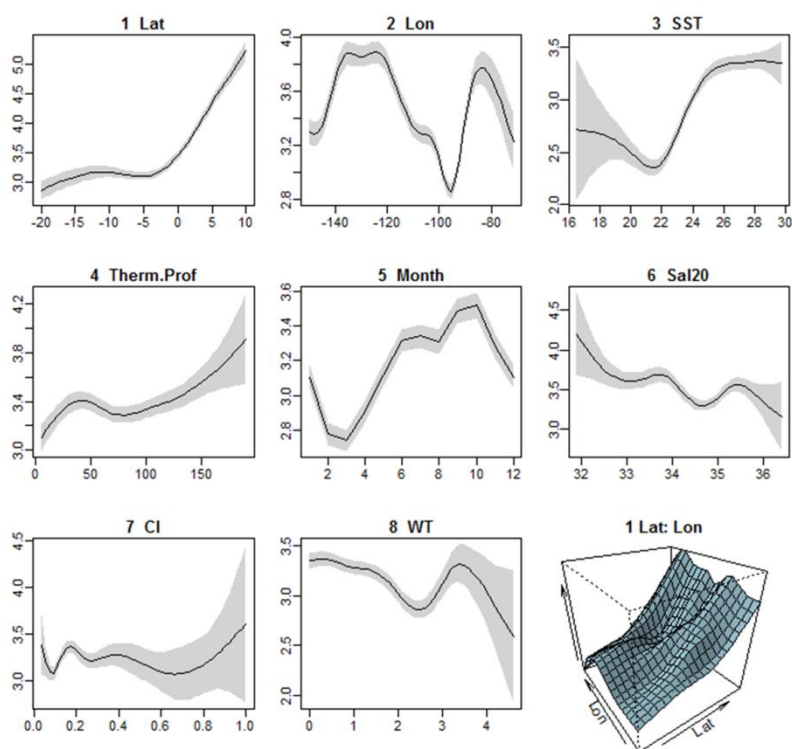 1 Lat
3.0 3.5 4.0 4.5 5.0
-20 -15 -10 -5 0 5 10
2 Lon
2.8 3.2 3.6 4.0
-140 -120 -100 -80
3 SST
2.0 2.5 3.0 3.5
16 18 20 22 24 26 28 30
4 Therm.Prof
3.0 3.4 3.8 4.2
0 50 100 150
5 Month
2.8 3.0 3.2 3.4 3.6
2 4 6 8 10 12
6 Sal20
3.0 3.5 4.0 4.5
32 33 34 35 36
7 CI
3.0 3.5 4.0 4.5
0.0 0.2 0.4 0.6 0.8 1.0
8 WT
2.0 2.5 3.0 3.5
0 1 2 3 4
1 Lat: Lon
Lon
Lat